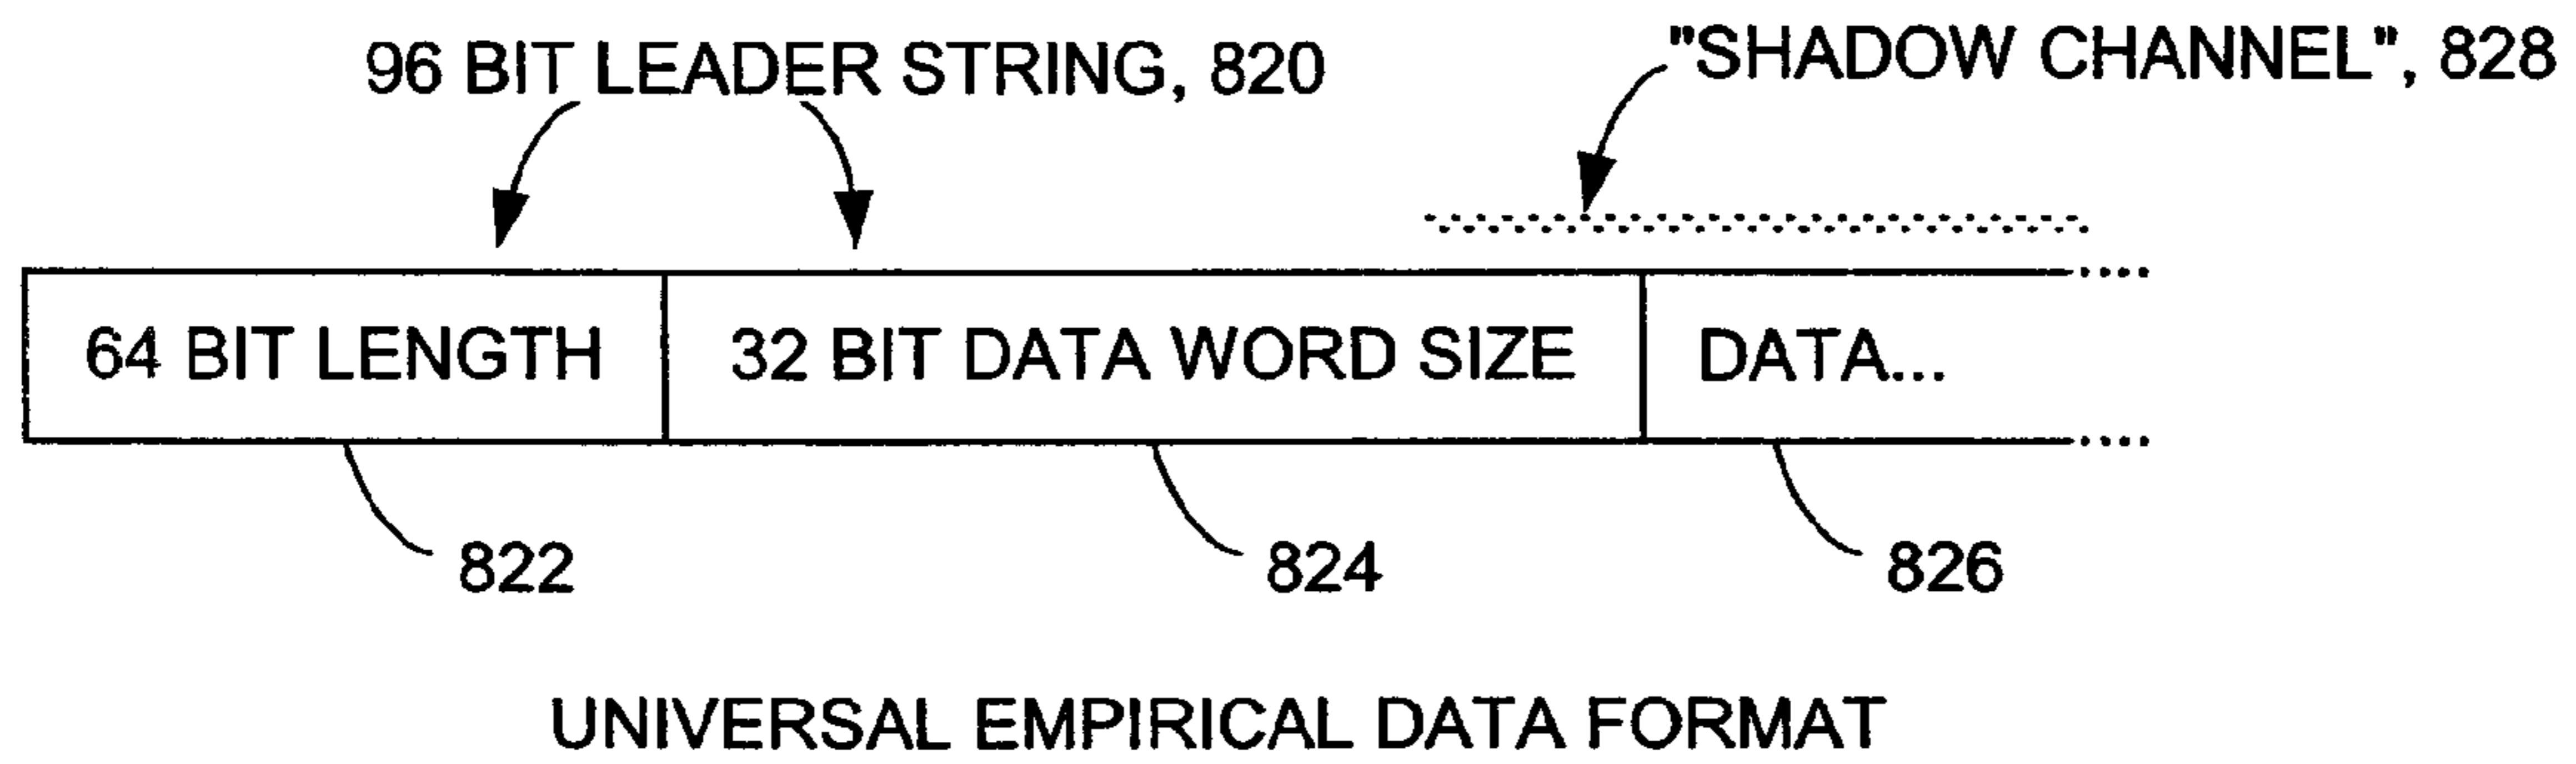 96 BIT LEADER STRING, 820
"SHADOW CHANNEL", 828
64 BIT LENGTH
32 BIT DATA WORD SIZE
DATA...
822
824
826
UNIVERSAL EMPIRICAL DATA FORMAT